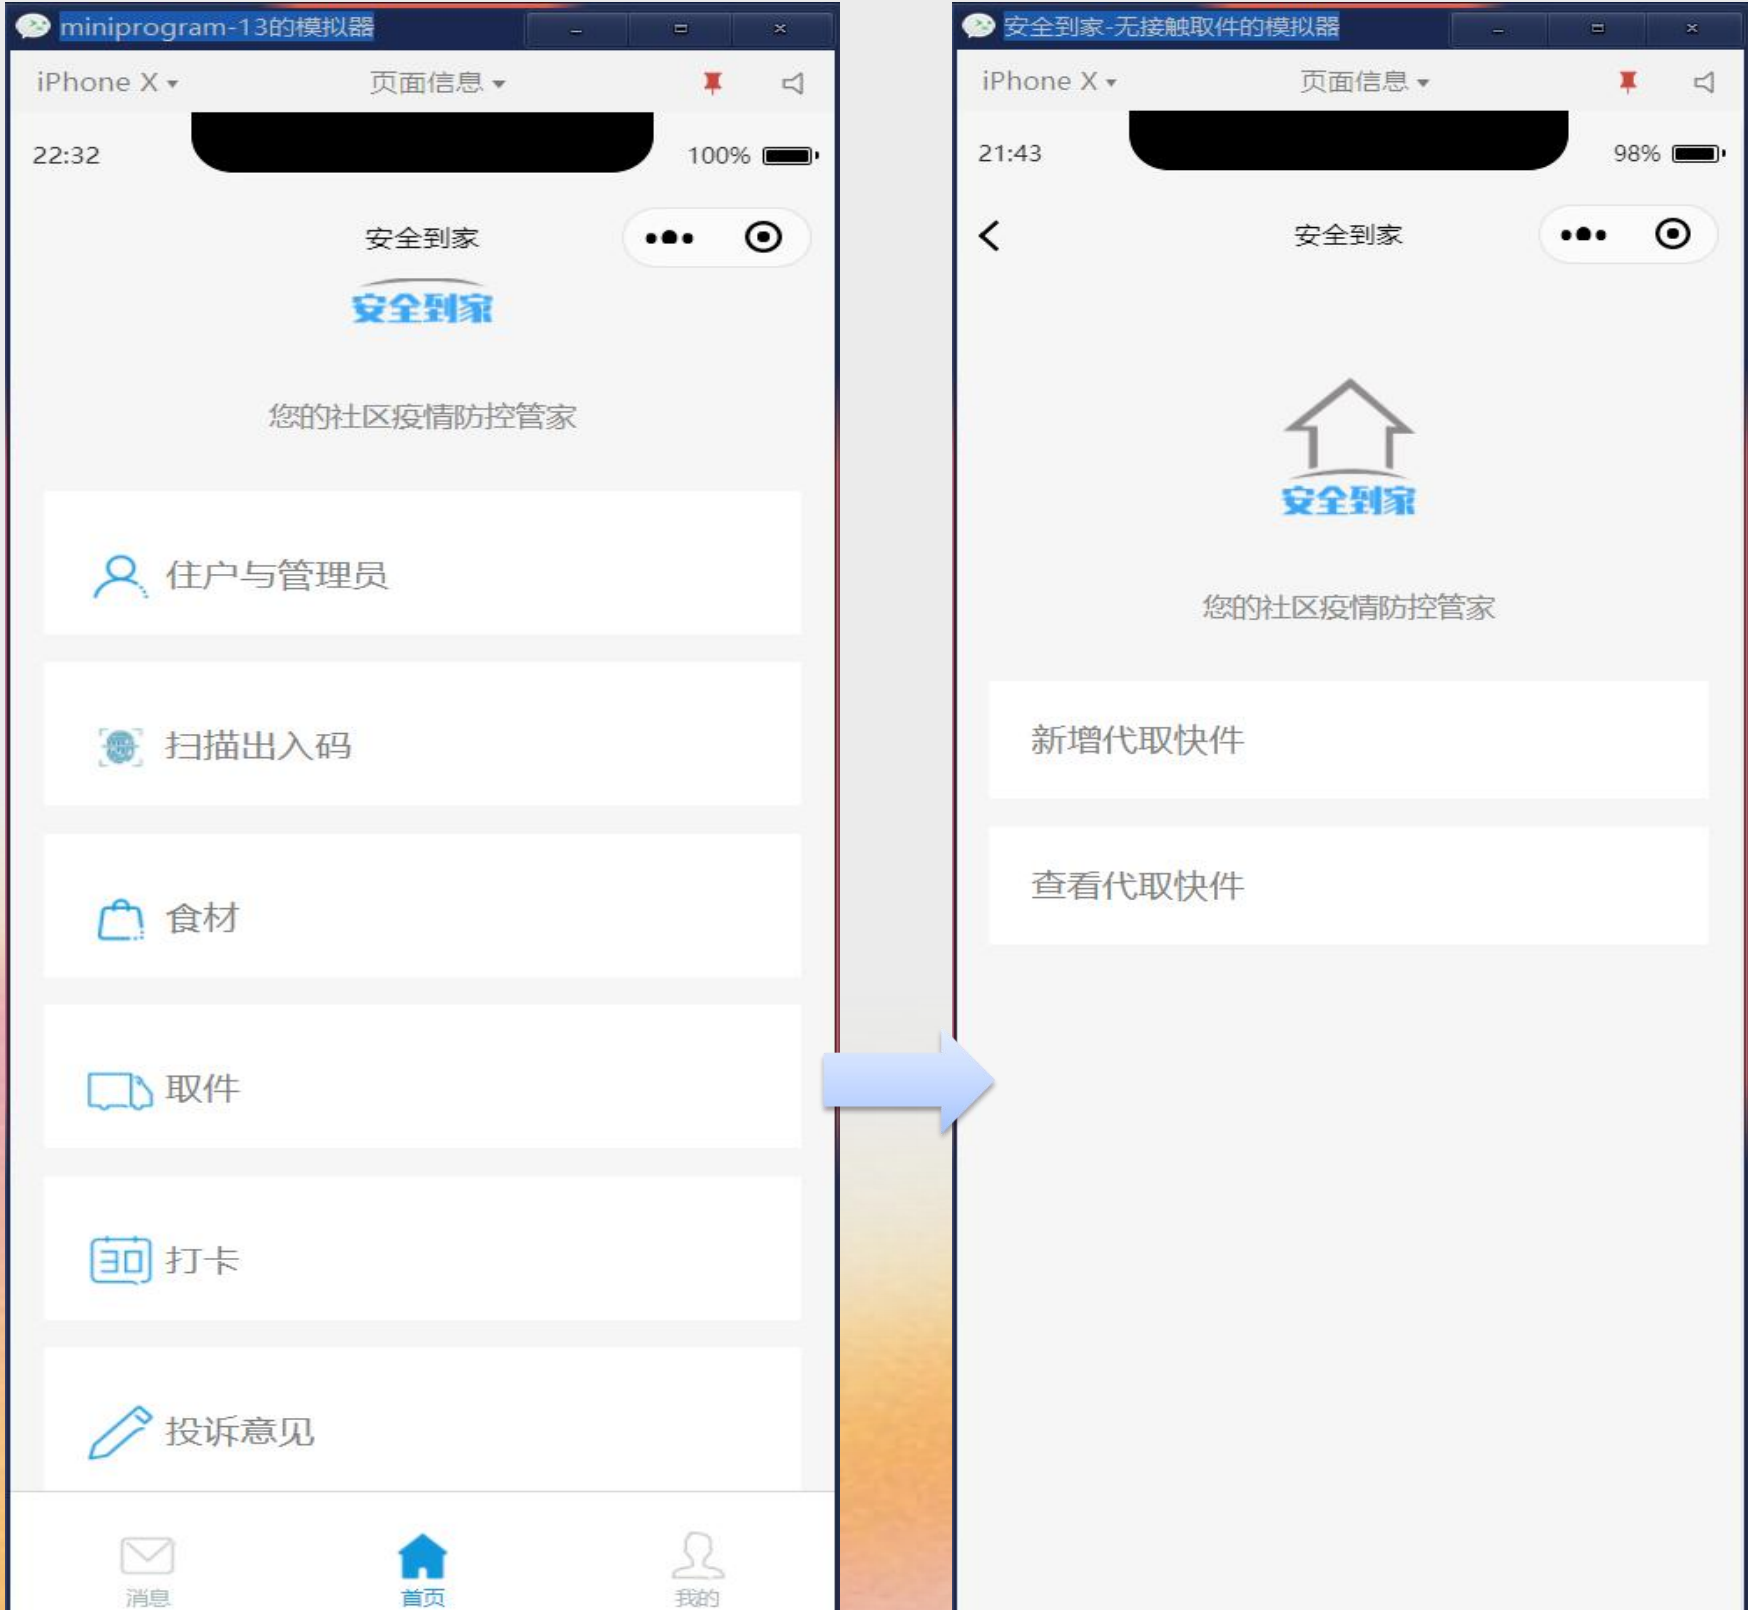 miniprogram-13的模拟器
iPhone X
页面信息
22:32
100%
安全到家
安全到家
您的社区疫情防控管家
住户与管理员
扫描出入码
食材
取件
30
打卡
投诉意见
消息
首页
我的
安全到家-无接触取件的模拟器
iPhone X
页面信息
21:43
98%
安全到家
安全到家
您的社区疫情防控管家
新增代取快件
查看代取快件